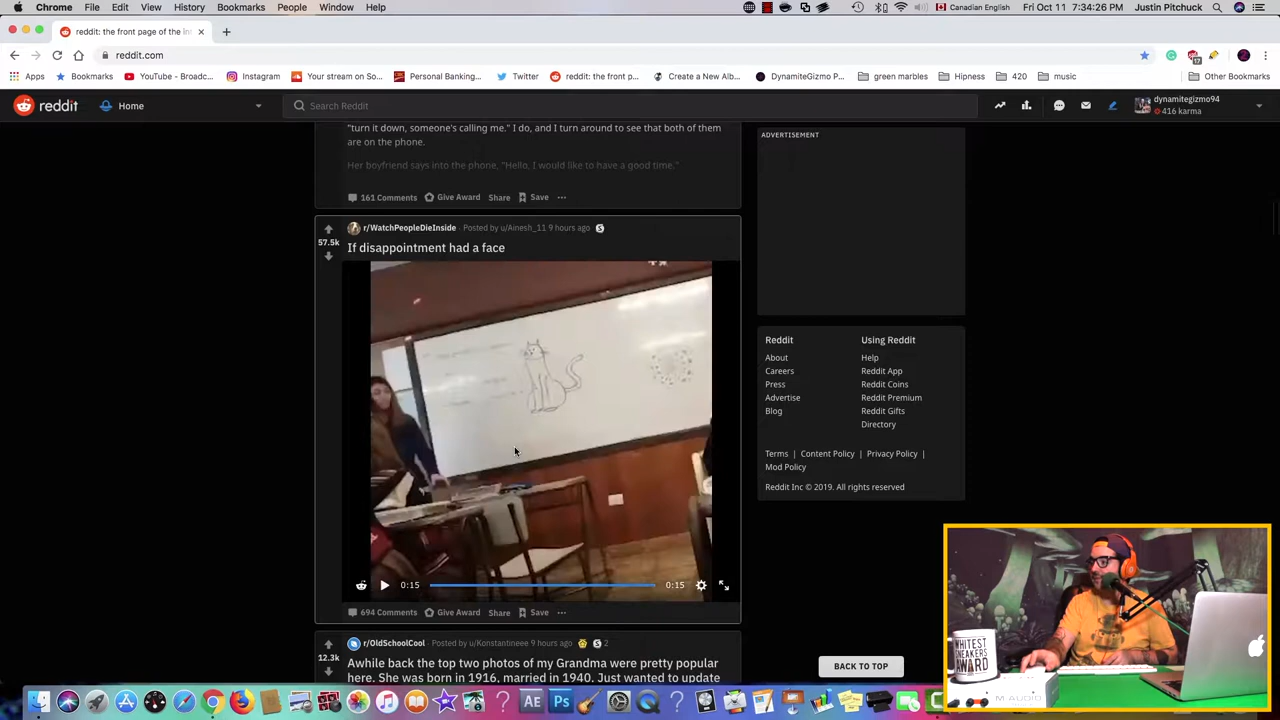 Chrome File Edit View History Bookmarks People Window Help Canadian English Fri Oct 11 7:34:26 PM Justin Pitchuck
reddit: the front page of the in
reddit.com
Apps Bookmarks YouTube - Broadc... Instagram Your stream on So... Personal Banking... Twitter reddit: the front p... Create a New Alb... DynamiteGizmo P... green marbles Hipness 420 music Other Bookmarks
reddit Home Search Reddit dynamitegizmo94
416 karma
"turn it down, someone's calling me." I do, and I turn around to see that both of them
are on the phone.
Her boyfriend says into the phone, "Hello, I would like to have a good time."
161 Comments Give Award Share Save ...
ADVERTISEMENT
57.5k
r/WatchPeopleDieInside · Posted by u/Ainesh_11 9 hours ago S
If disappointment had a face
0:15 0:15
694 Comments Give Award Share Save ...
Reddit Using Reddit
About Help
Careers Reddit App
Press Reddit Coins
Advertise Reddit Premium
Blog Reddit Gifts
Directory
Terms | Content Policy | Privacy Policy |
Mod Policy
Reddit Inc © 2019. All rights reserved
12.3k
r/OldSchoolCool · Posted by u/Konstantineee 9 hours ago S 2
Awhile back the top two photos of my Grandma were pretty popular
here. She was born in 1916, married in 1940. Just wanted to update
BACK TO TOP
WHITEST
SNEAKERS
AWARD
M-AUDIO
17
AE Ps